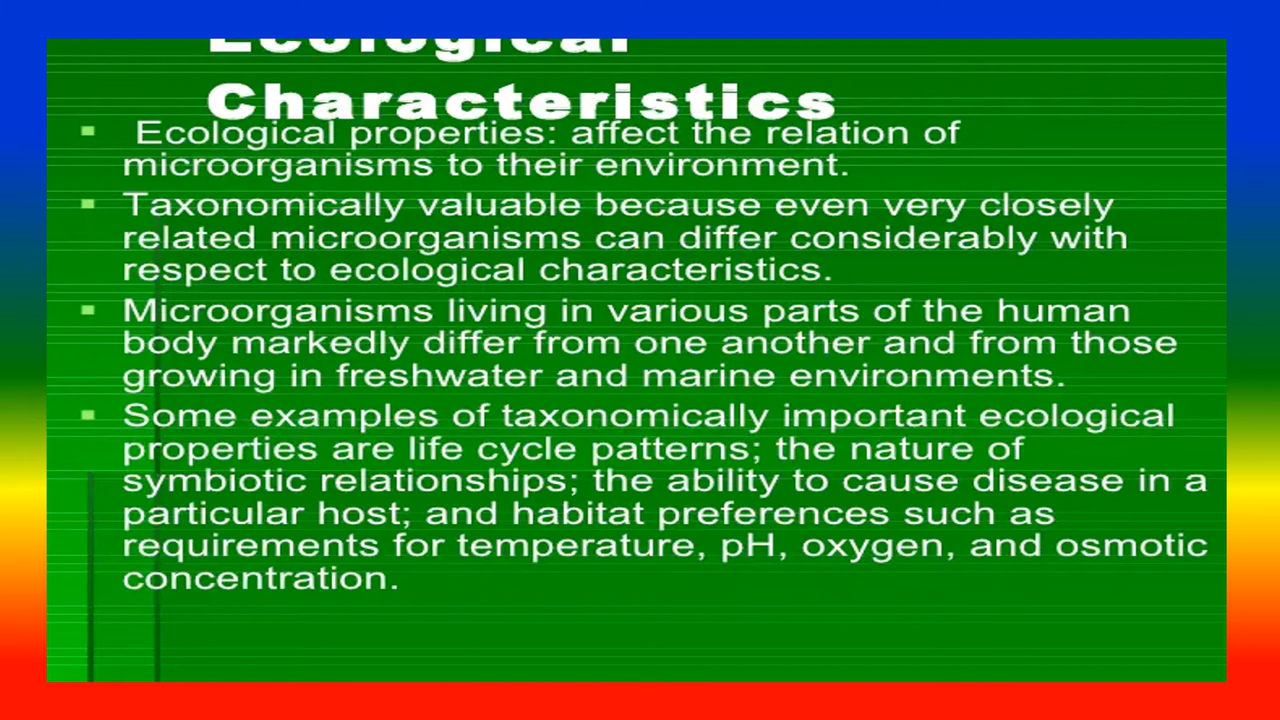 Ecological
Characteristics
Ecological properties: affect the relation of
microorganisms to their environment.
Taxonomically valuable because even very closely
related microorganisms can differ considerably with
respect to ecological characteristics.
Microorganisms living in various parts of the human
body markedly differ from one another and from those
growing in freshwater and marine environments.
Some examples of taxonomically important ecological
properties are life cycle patterns; the nature of
symbiotic relationships; the ability to cause disease in a
particular host; and habitat preferences such as
requirements for temperature, pH, oxygen, and osmotic
concentration.